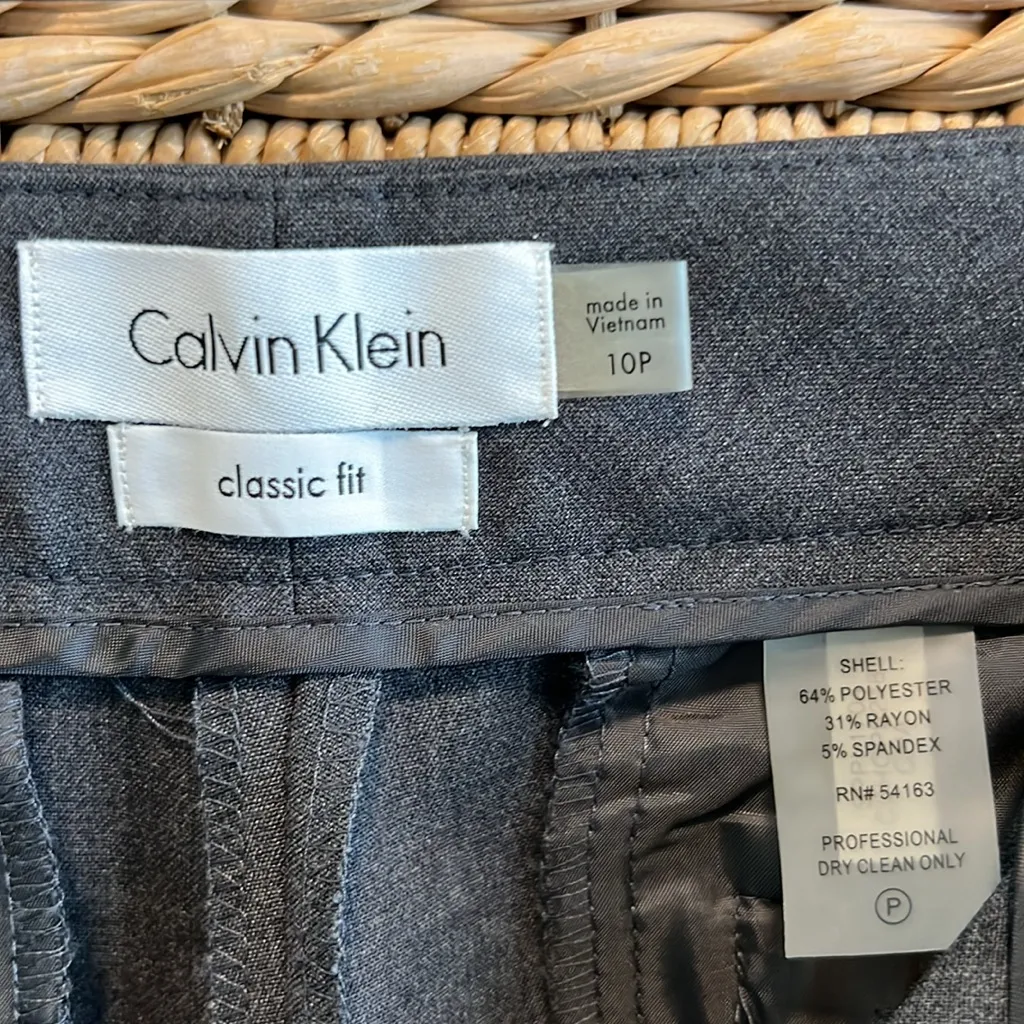 Calvin Klein
made in
Vietnam
10P
classic fit
SHELL:
64% POLYESTER
31% RAYON
5% SPANDEX
RN# 54163
PROFESSIONAL
DRY CLEAN ONLY
P